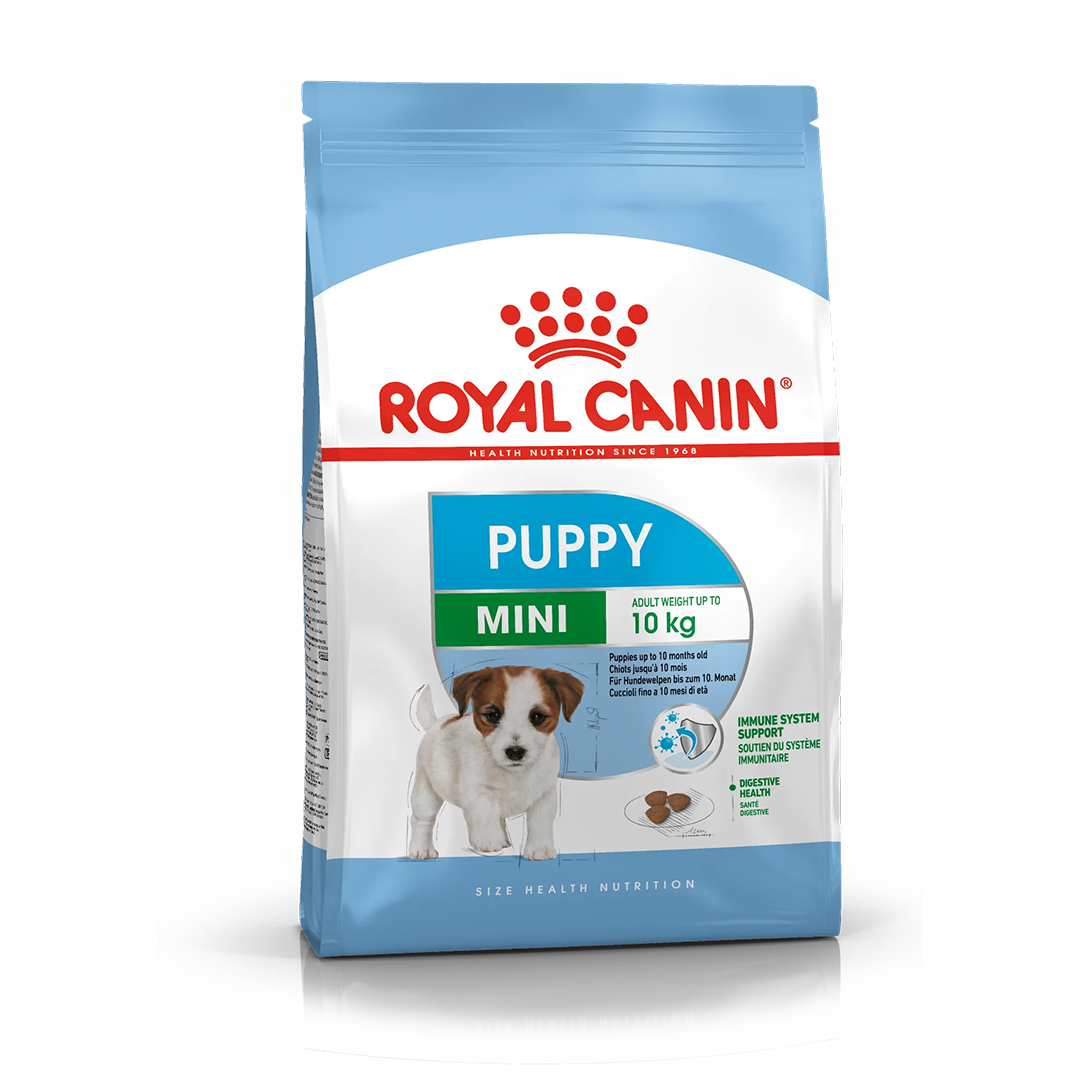 ROYAL CANIN®
HEALTH NUTRITION SINCE 1968
PUPPY
MINI
ADULT WEIGHT UP TO
10 kg
Puppies up to 10 months old
Chiots jusqu'à 10 mois
Für Hundewelpen bis zum 10. Monat
Cuccioli fino a 10 mesi di età
IMMUNE SYSTEM
SUPPORT
SOUTIEN DU SYSTÈME
IMMUNITAIRE
DIGESTIVE
HEALTH
SANTÉ
DIGESTIVE
1cm
SIZE HEALTH NUTRITION